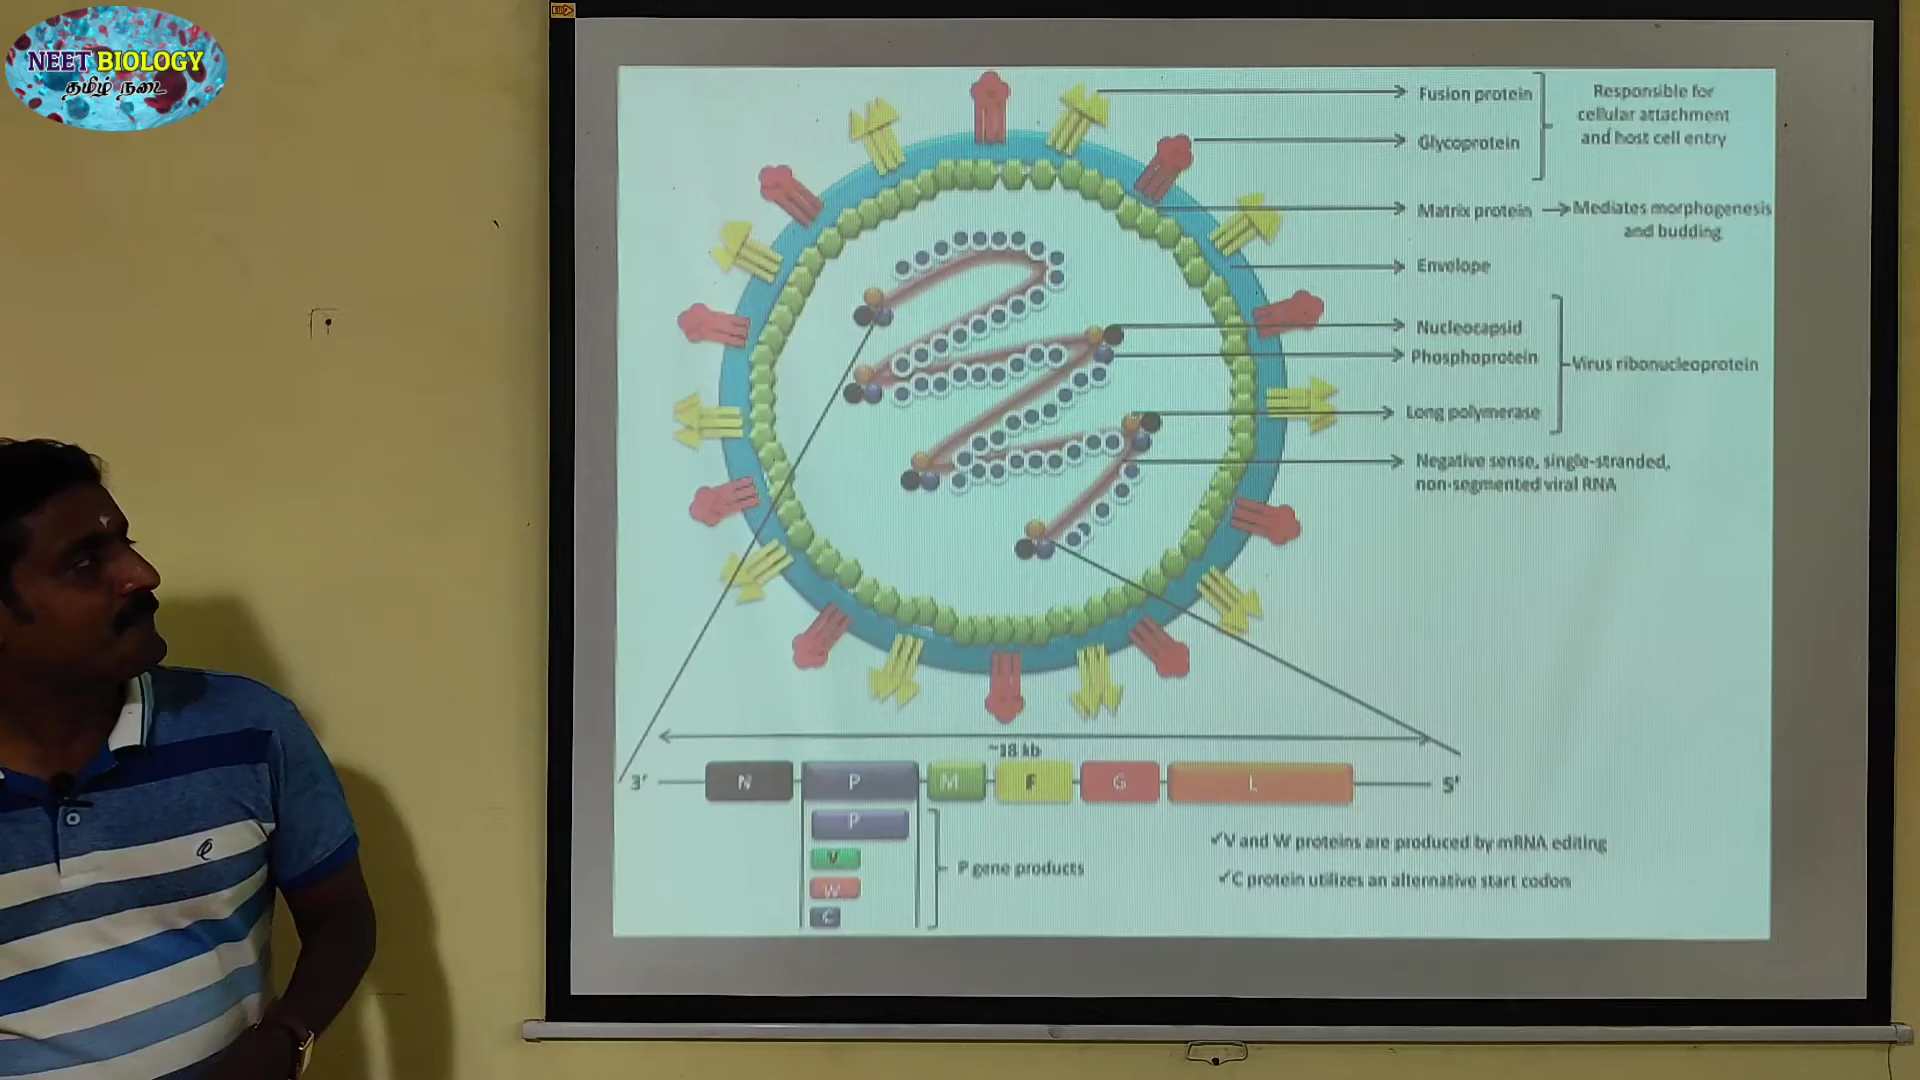 NEET BIOLOGY
தமிழ் நடை
Fusion protein
Glycoprotein
Responsible for
cellular attachment
and host cell entry
Matrix protein
Mediates morphogenesis
and budding
Envelope
Nucleocapsid
Phosphoprotein
Virus ribonucleoprotein
Long polymerase
Negative sense, single-stranded,
non-segmented viral RNA
~18 kb
3' N P M F G L 5'
P
V
W
C
P gene products
✓V and W proteins are produced by mRNA editing
✓C protein utilizes an alternative start codon